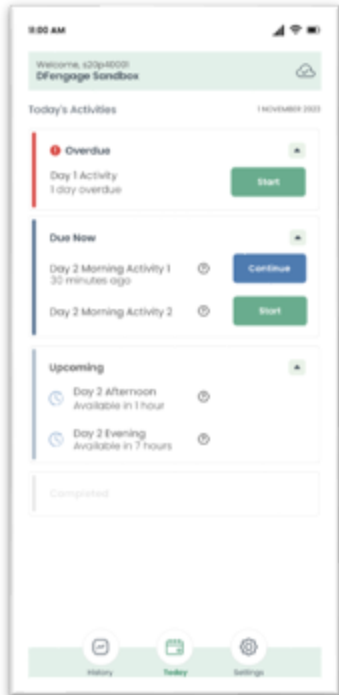 11:00 AM
Welcome, s20p40001
DFengage Sandbox
Today's Activities
1 NOVEMBER 2023
Overdue
Day 1 Activity
Start
1 day overdue
Due Now
Day 2 Morning Activity 1
Continue
30 minutes ago
Day 2 Morning Activity 2
Start
Upcoming
Day 2 Afternoon
Available in 1 hour
Day 2 Evening
Available in 7 hours
Completed
History
Today
Settings